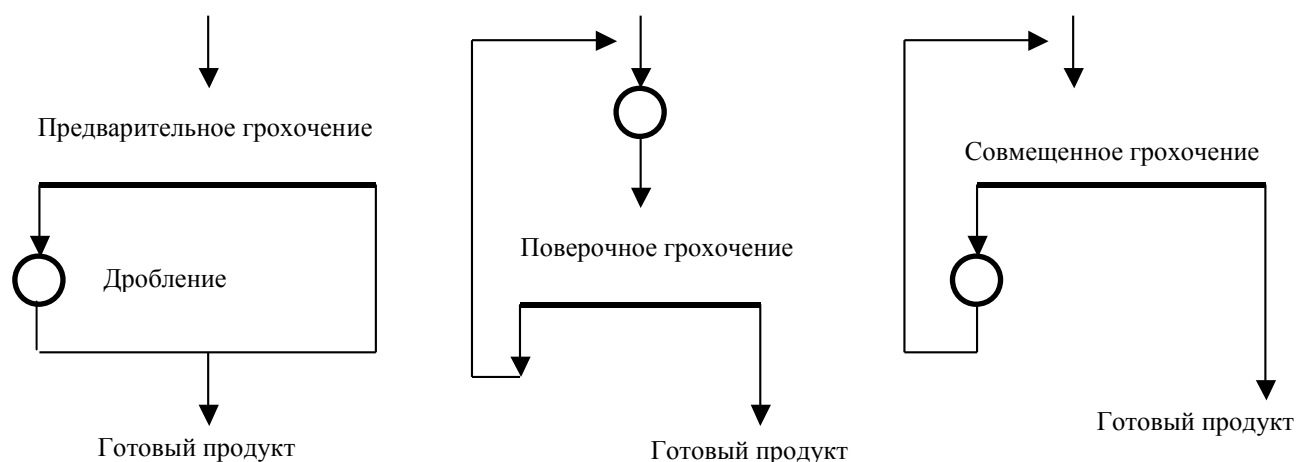 Предварительное грохочение
Дробление
Готовый продукт
Поверочное грохочение
Готовый продукт
Совмещенное грохочение
Готовый продукт